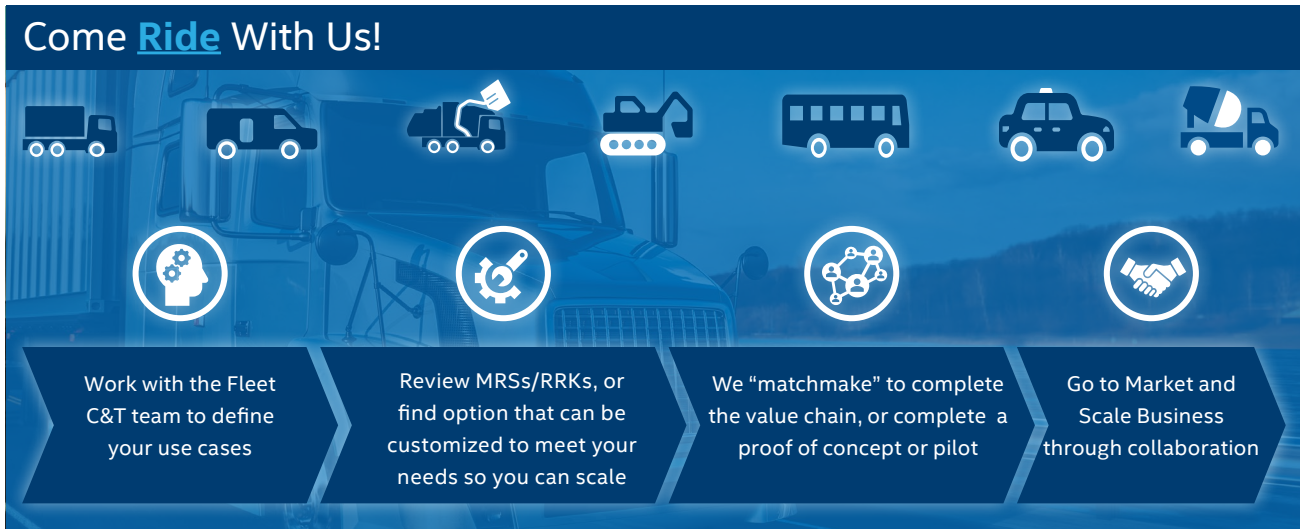 Come Ride With Us!
Work with the Fleet
C&T team to define
your use cases
Review MRSs/RRKs, or
find option that can be
customized to meet your
needs so you can scale
We “matchmake” to complete
the value chain, or complete a
proof of concept or pilot
Go to Market and
Scale Business
through collaboration